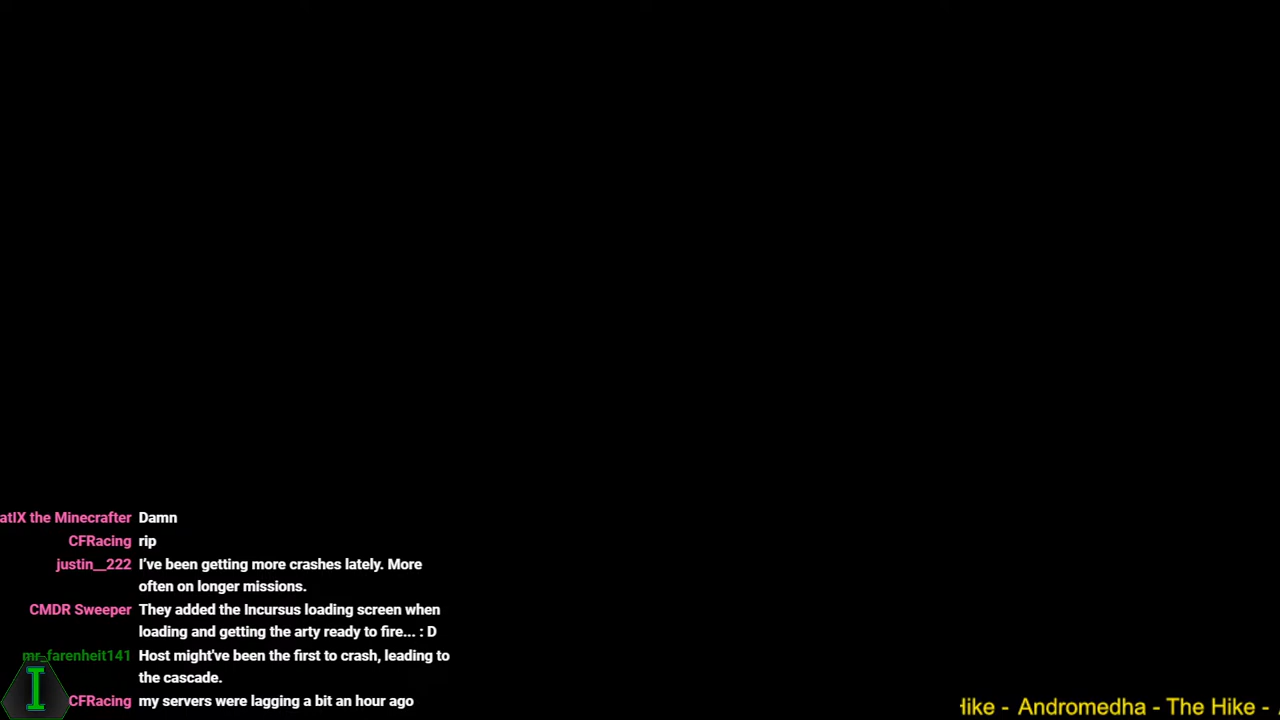 atIX the Minecrafter Damn
CFRacing rip
justin__222 I've been getting more crashes lately. More
often on longer missions.
CMDR Sweeper They added the Incursus loading screen when
loading and getting the arty ready to fire... : D
mr_farenheit141 Host might've been the first to crash, leading to
the cascade.
CFRacing my servers were lagging a bit an hour ago
Hike - Andromedha - The Hike -